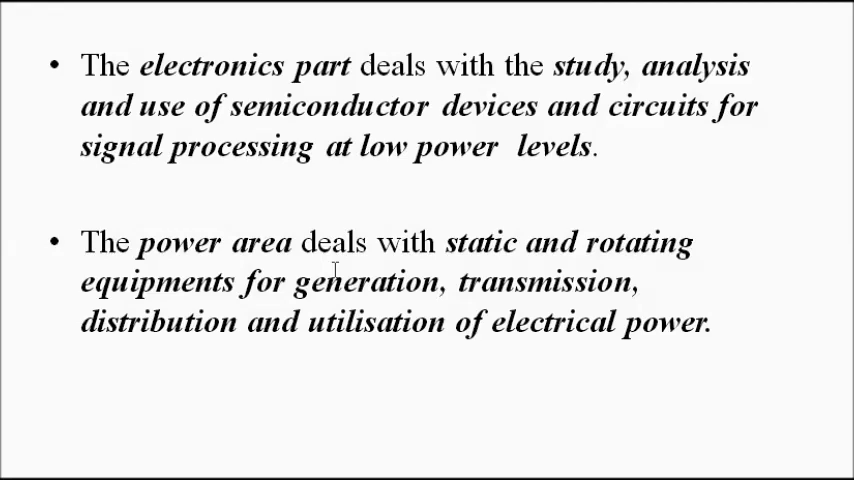 • The electronics part deals with the study, analysis
and use of semiconductor devices and circuits for
signal processing at low power levels.
• The power area deals with static and rotating
equipments for generation, transmission,
distribution and utilisation of electrical power.